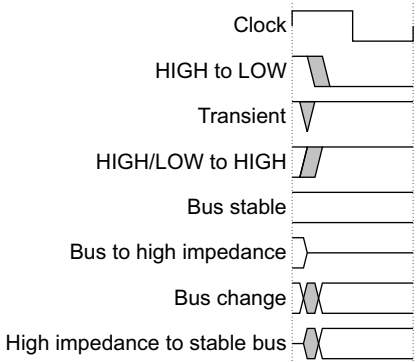 Clock
HIGH to LOW
Transient
HIGH/LOW to HIGH
Bus stable
Bus to high impedance
Bus change
High impedance to stable bus